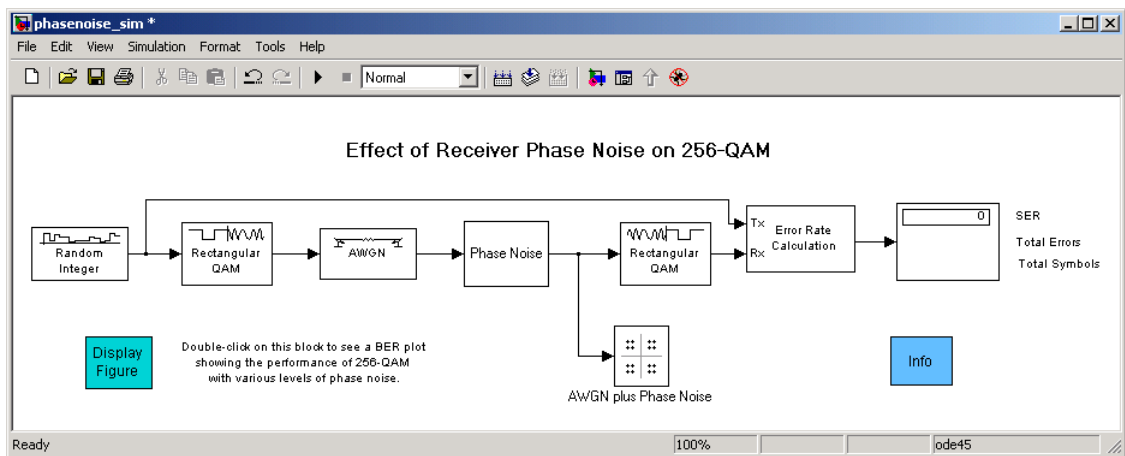 phasenoise_sim *
File Edit View Simulation Format Tools Help
Normal
Effect of Receiver Phase Noise on 256-QAM
Random
Integer
Rectangular
QAM
AWGN
Phase Noise
Rectangular
QAM
Tx
Rx
Error Rate
Calculation
0
SER
Total Errors
Total Symbols
Display
Figure
Double-click on this block to see a BER plot
showing the performance of 256-QAM
with various levels of phase noise.
AWGN plus Phase Noise
Info
Ready
100%
ode45